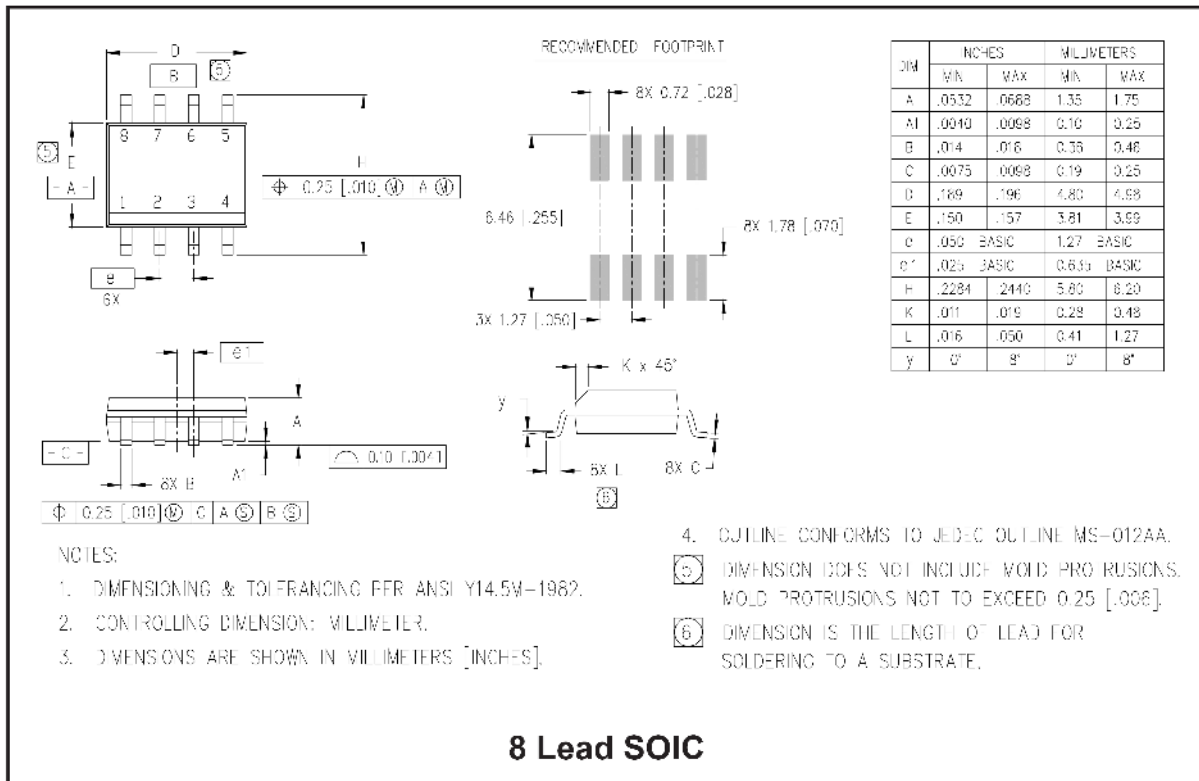 D
B
6
8 7 6 5
5
E
H
- A -
⌖ 0.25 [.010] Ⓜ A Ⓜ
1 2 3 4
e
6X
RECOMMENDED FOOTPRINT
8X 0.72 [.028]
6.46 [.255]
8X 1.78 [.070]
3X 1.27 [.050]
DIM INCHES MILLIMETERS
MIN MAX MIN MAX
A .0532 .0688 1.35 1.75
A1 .0040 .0098 0.10 0.25
B .014 .018 0.36 0.46
C .0075 .0098 0.19 0.25
D .189 .196 4.80 4.98
E .150 .157 3.81 3.99
e .050 BASIC 1.27 BASIC
e1 .025 BASIC 0.635 BASIC
H .2284 .2440 5.80 6.20
K .011 .019 0.28 0.48
L .016 .050 0.41 1.27
y 0° 8° 0° 8°
e1
A
- C -
A1
8X B
⌓ 0.10 [.004]
⌖ 0.25 [.010] Ⓜ C A Ⓢ B Ⓢ
K x 45°
y
8X L
6
8X C
NOTES:
1. DIMENSIONING & TOLERANCING PER ANSI Y14.5M-1982.
2. CONTROLLING DIMENSION: MILLIMETER.
3. DIMENSIONS ARE SHOWN IN MILLIMETERS [INCHES].
4. OUTLINE CONFORMS TO JEDEC OUTLINE MS-012AA.
5 DIMENSION DOES NOT INCLUDE MOLD PROTRUSIONS.
MOLD PROTRUSIONS NOT TO EXCEED 0.25 [.006].
6 DIMENSION IS THE LENGTH OF LEAD FOR
SOLDERING TO A SUBSTRATE.
8 Lead SOIC